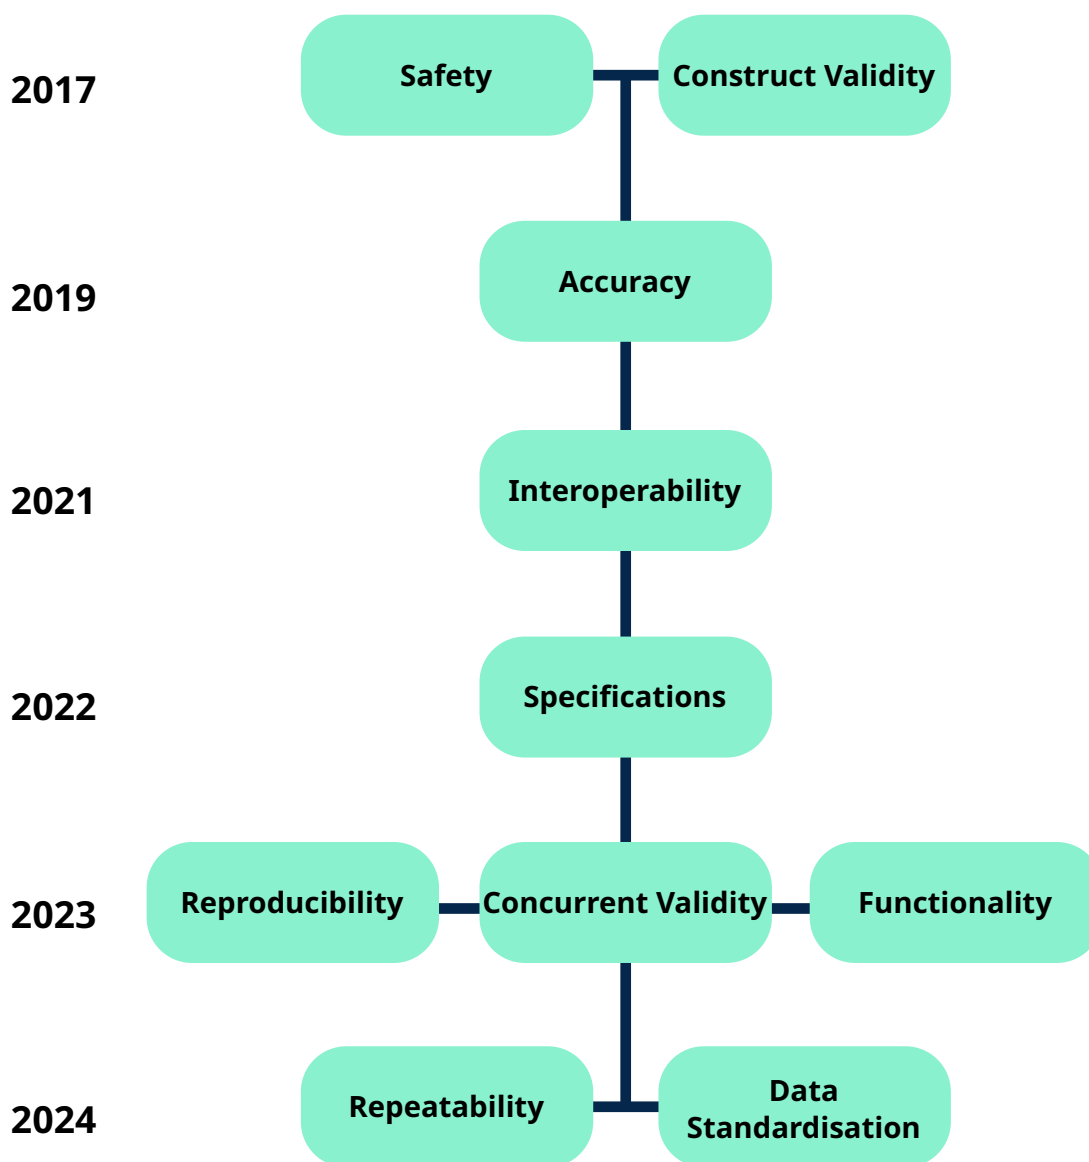 2017
Safety
Construct Validity
2019
Accuracy
2021
Interoperability
2022
Specifications
2023
Reproducibility
Concurrent Validity
Functionality
2024
Repeatability
Data
Standardisation